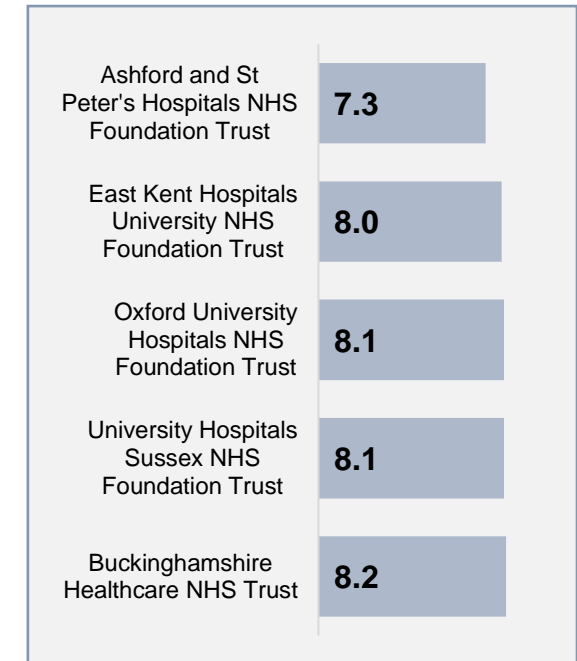 Ashford and St
Peter's Hospitals NHS
Foundation Trust
7.3
East Kent Hospitals
University NHS
Foundation Trust
8.0
Oxford University
Hospitals NHS
Foundation Trust
8.1
University Hospitals
Sussex NHS
Foundation Trust
8.1
Buckinghamshire
Healthcare NHS Trust
8.2